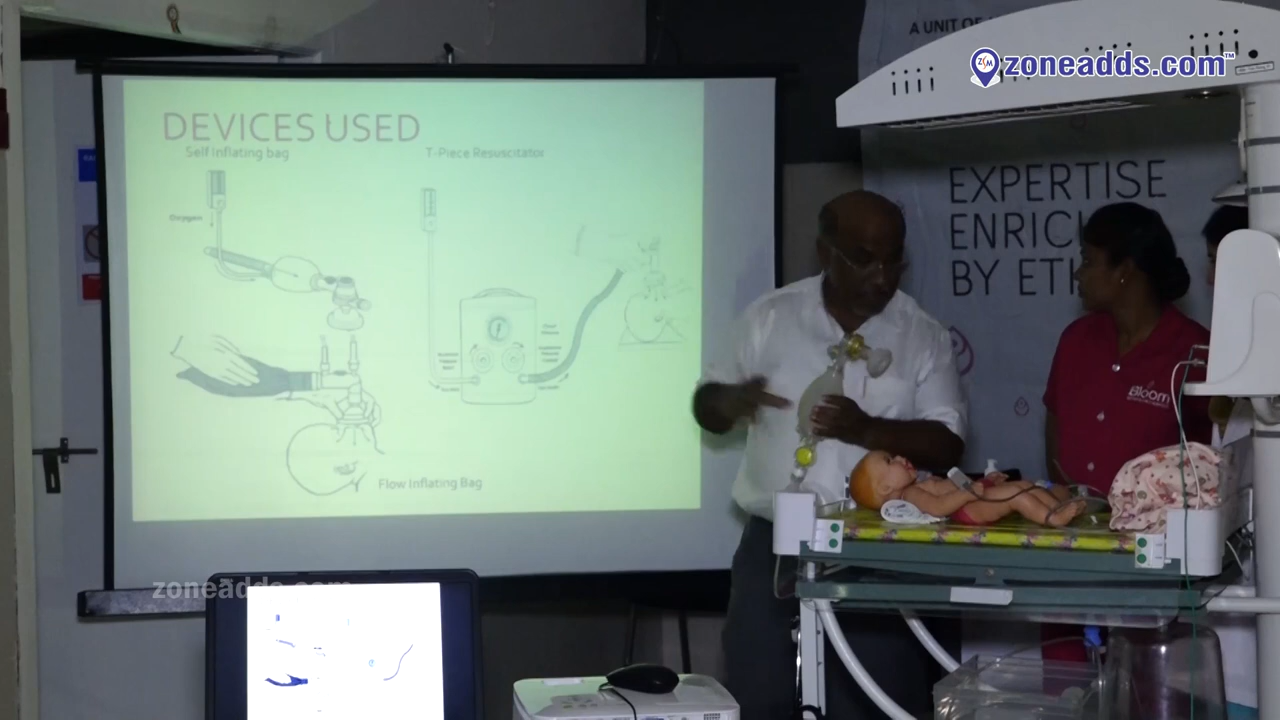 A UNIT OF
zoneadds.com™
DEVICES USED
Self Inflating bag
T-Piece Resuscitator
Oxygen
EXPERTISE
ENRIC
BY ET
Bloom
Flow Inflating Bag
zoneadds.com